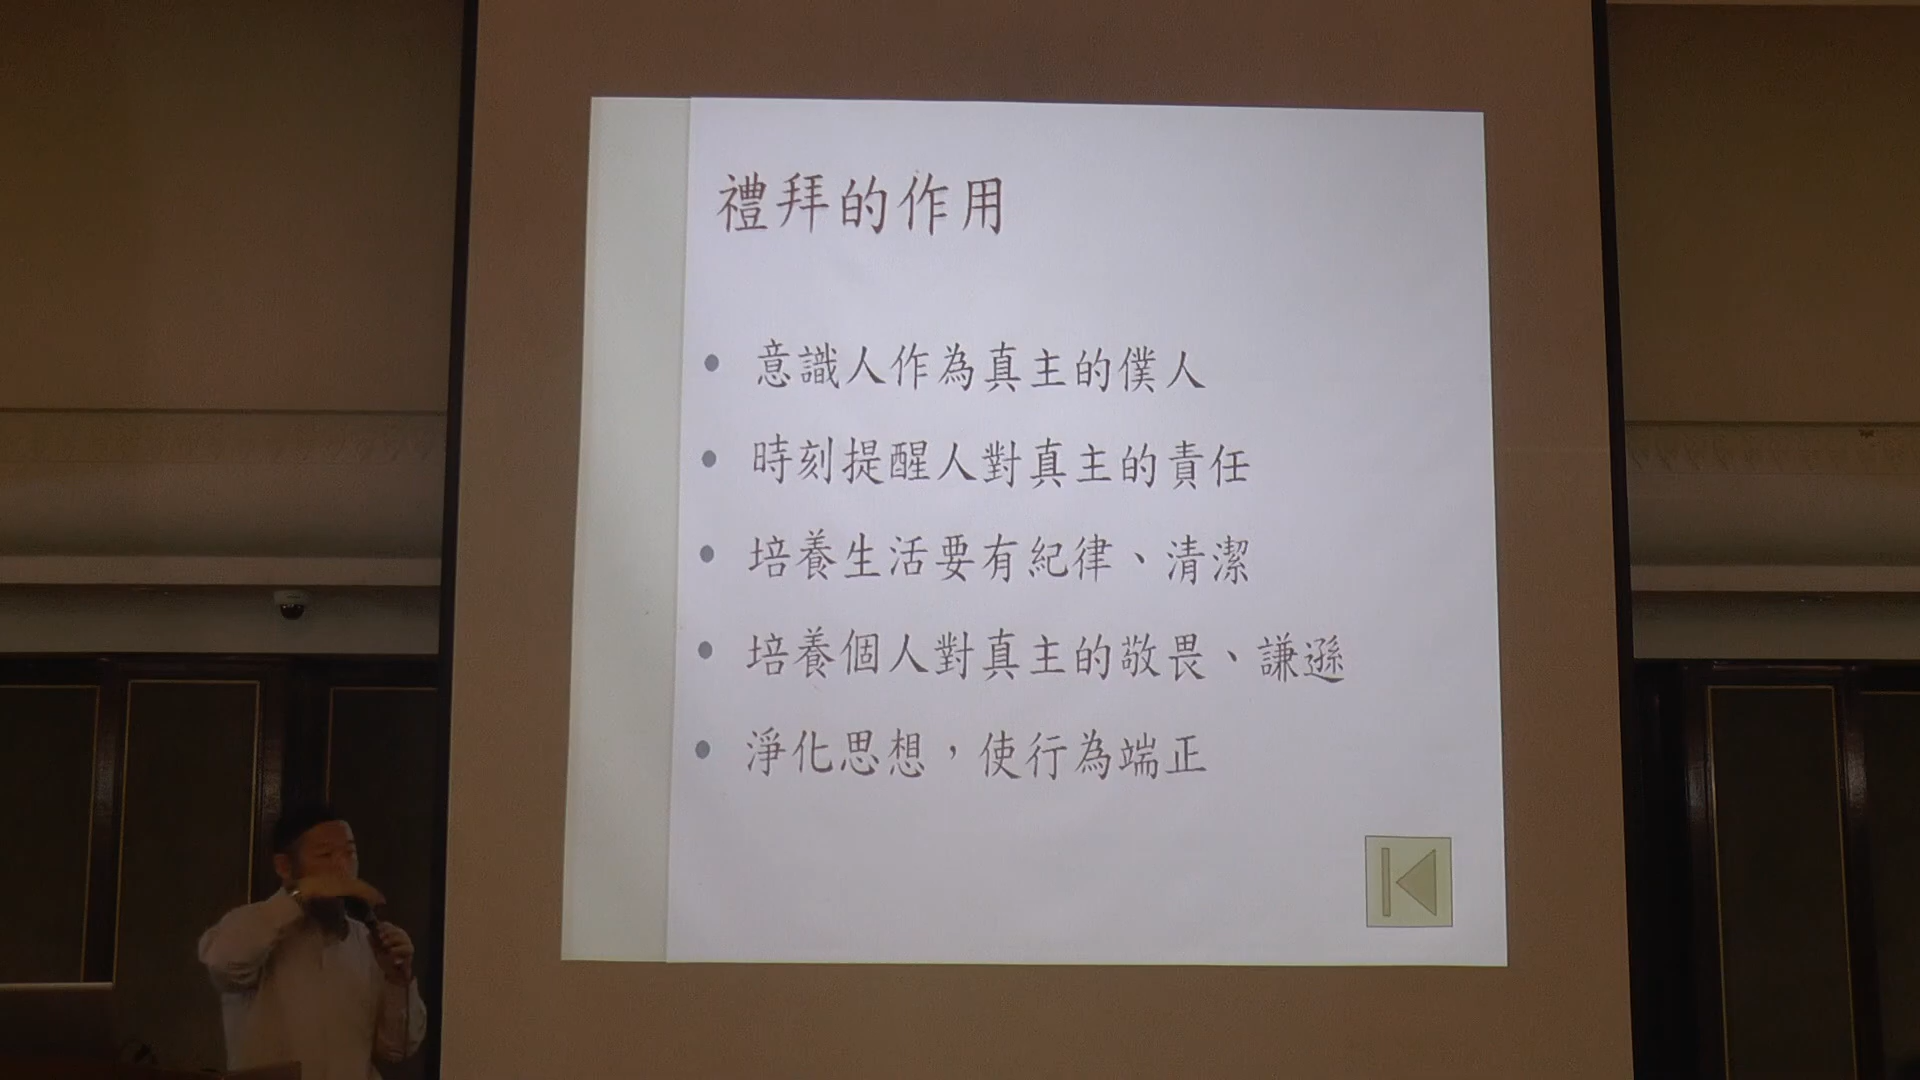 禮拜的作用
• 意識人作為真主的僕人
• 時刻提醒人對真主的責任
• 培養生活要有紀律、清潔
• 培養個人對真主的敬畏、謙遜
• 淨化思想，使行為端正